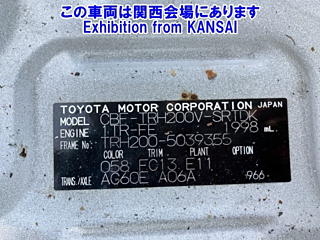 この車両は関西会場にあります
Exhibition from KANSAI
TOYOTA MOTOR CORPORATION JAPAN
MODEL CBF-TRH200V-SRTDK
ENGINE 1TR-FE 1998 mL.
FRAME No. TRH200-5039355
COLOR TRIM PLANT OPTION
058 FC13 E11
TRANS./AXLE AG60E A06A 966